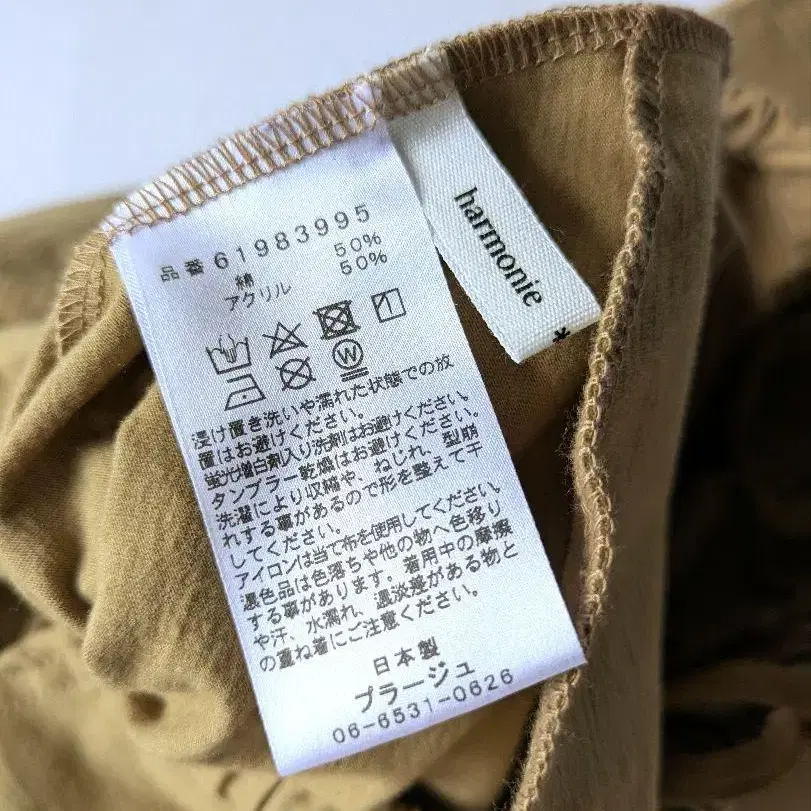 品番 61983995
綿 50%
アクリル 50%
W
浸け置き洗いや濡れた状態での放
置はお避けください。
蛍光増白剤入り洗剤はお避けください。
タンブラー乾燥はお避けください。
洗濯により収縮や、ねじれ、型崩
れする事があるので形を整えて干
してください。
アイロンは当て布を使用してください。
濃色品は色落ちや他の物へ色移り
する事があります。着用中の摩擦
や汗、水濡れ、濃淡差がある物と
の重ね着にご注意ください。
日本製
プラージュ
06-6531-0626
harmonie